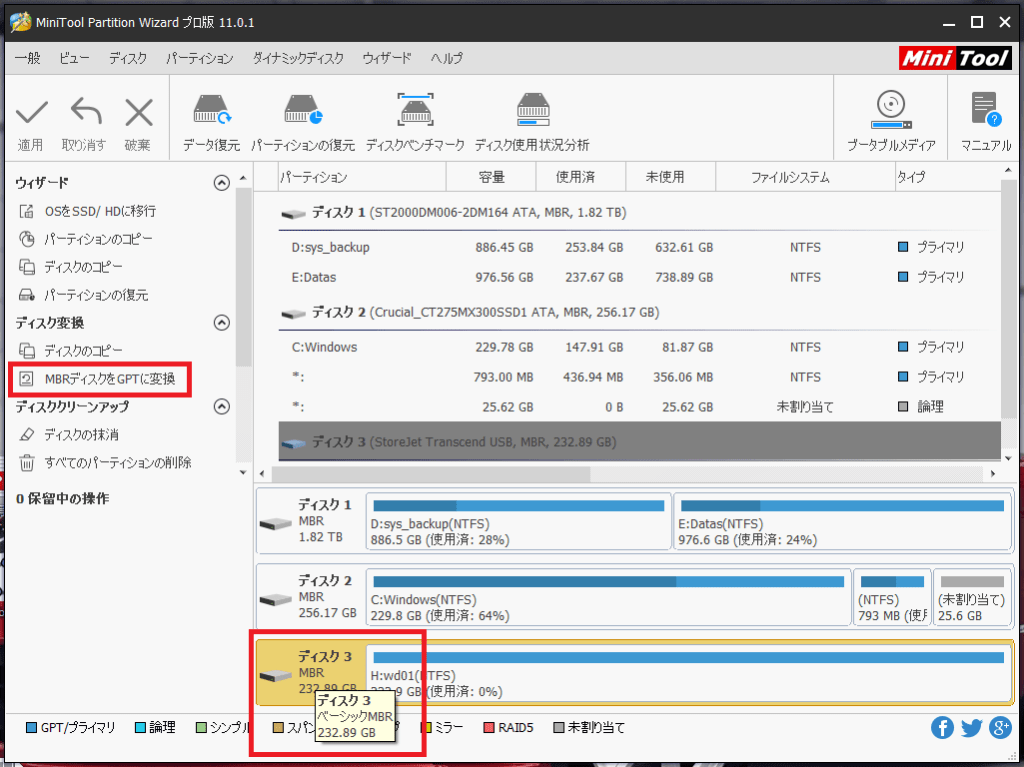 MiniTool Partition Wizard プロ版 11.0.1
一般 ビュー ディスク パーティション ダイナミックディスク ウィザード ヘルプ
Mini Tool
適用 取り消す 破棄 データ復元 パーティションの復元 ディスクベンチマーク ディスク使用状況分析 ブータブルメディア マニュアル
ウィザード
OSをSSD/ HDに移行
パーティションのコピー
ディスクのコピー
パーティションの復元
ディスク変換
ディスクのコピー
MBRディスクをGPTに変換
ディスククリーンアップ
ディスクの抹消
すべてのパーティションの削除
0 保留中の操作
パーティション 容量 使用済 未使用 ファイルシステム タイプ
ディスク 1 (ST2000DM006-2DM164 ATA, MBR, 1.82 TB)
D:sys_backup 886.45 GB 253.84 GB 632.61 GB NTFS プライマリ
E:Datas 976.56 GB 237.67 GB 738.89 GB NTFS プライマリ
ディスク 2 (Crucial_CT275MX300SSD1 ATA, MBR, 256.17 GB)
C:Windows 229.78 GB 147.91 GB 81.87 GB NTFS プライマリ
*: 793.00 MB 436.94 MB 356.06 MB NTFS プライマリ
*: 25.62 GB 0 B 25.62 GB 未割り当て 論理
ディスク 3 (StoreJet Transcend USB, MBR, 232.89 GB)
ディスク 1
MBR
1.82 TB
D:sys_backup(NTFS)
886.5 GB (使用済: 28%)
E:Datas(NTFS)
976.6 GB (使用済: 24%)
ディスク 2
MBR
256.17 GB
C:Windows(NTFS)
229.8 GB (使用済: 64%)
(NTFS)
793 MB (使用
(未割り当て)
25.6 GB
ディスク 3
MBR
232.89 GB
H:wd01(NTFS)
232.9 GB (使用済: 0%)
ディスク 3
ベーシックMBR
232.89 GB
GPT/プライマリ 論理 シンプル スパン プ ミラー RAID5 未割り当て